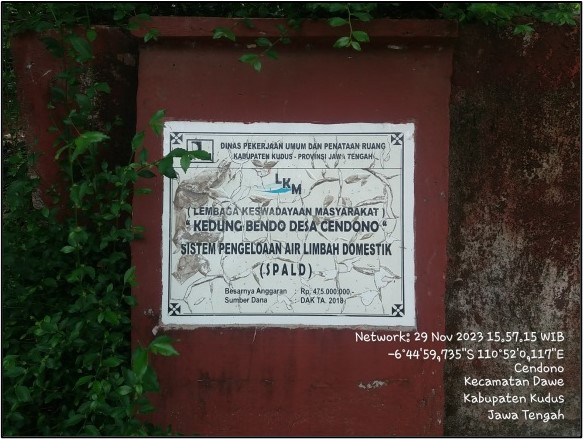 DINAS PEKERJAAN UMUM DAN PENATAAN RUANG
KABUPATEN KUDUS - PROVINSI JAWA TENGAH
LKM
( LEMBAGA KESWADAYAAN MASYARAKAT )
" KEDUNG BENDO DESA CENDONO "
SISTEM PENGELOAAN AIR LIMBAH DOMESTIK
(SPALD)
Besarnya Anggaran : Rp. 475.000.000,-
Sumber Dana : DAK TA. 2018
Network: 29 Nov 2023 15.57.15 WIB
-6°44'59,735"S 110°52'0,117"E
Cendono
Kecamatan Dawe
Kabupaten Kudus
Jawa Tengah